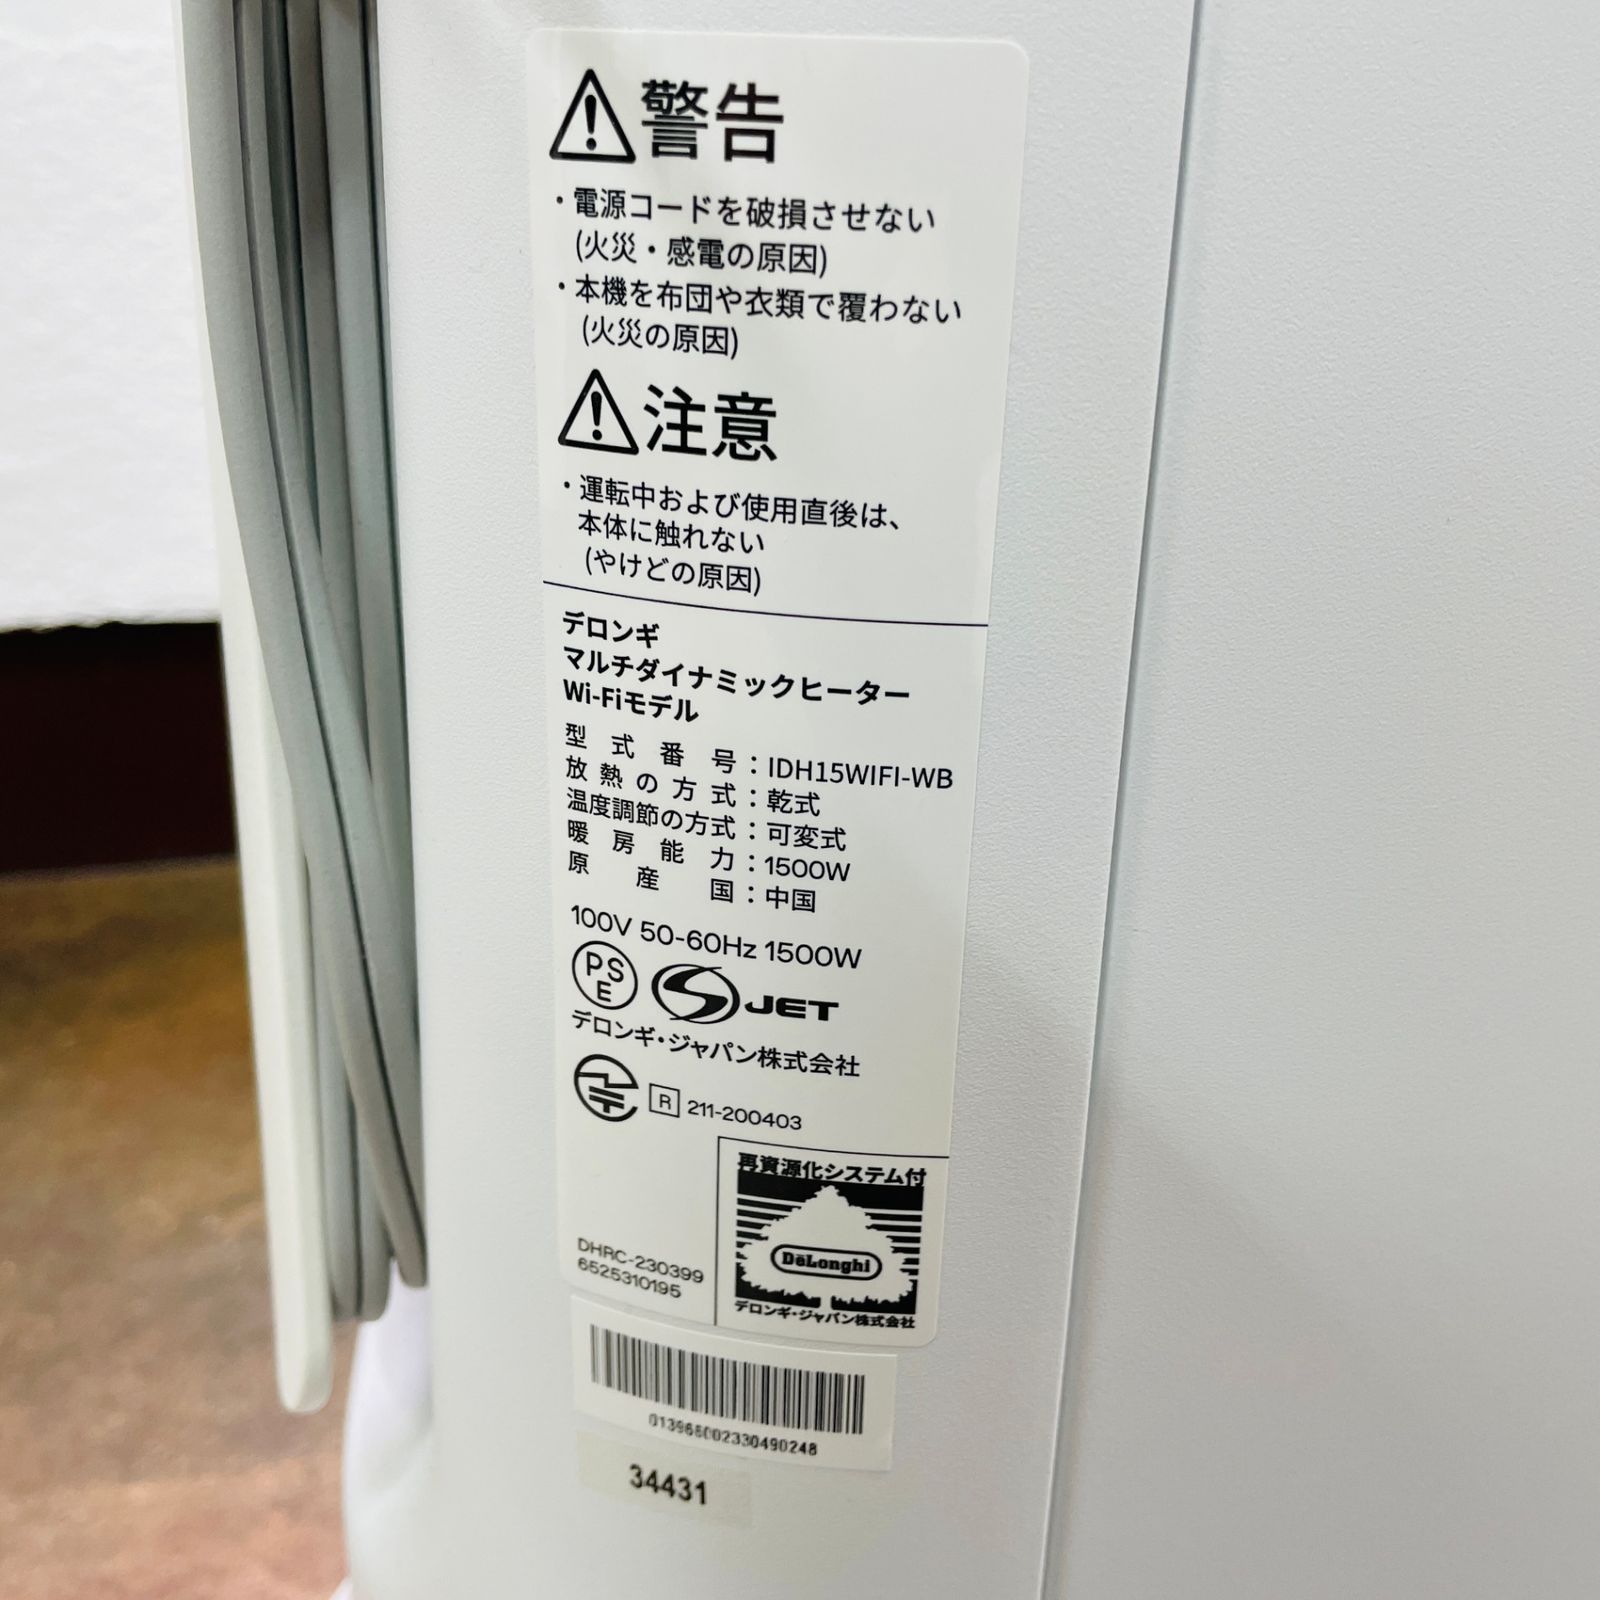 警告
・電源コードを破損させない
(火災・感電の原因)
・本機を布団や衣類で覆わない
(火災の原因)
注意
・運転中および使用直後は、
本体に触れない
(やけどの原因)
デロンギ
マルチダイナミックヒーター
Wi-Fiモデル
型式番号：IDH15WIFI-WB
放熱の方式：乾式
温度調節の方式：可変式
暖房能力：1500W
原産国：中国
100V 50-60Hz 1500W
PSE
S JET
デロンギ・ジャパン株式会社
R 211-200403
再資源化システム付
DeLonghi
デロンギ・ジャパン株式会社
DHRC-230399
6525310195
34431